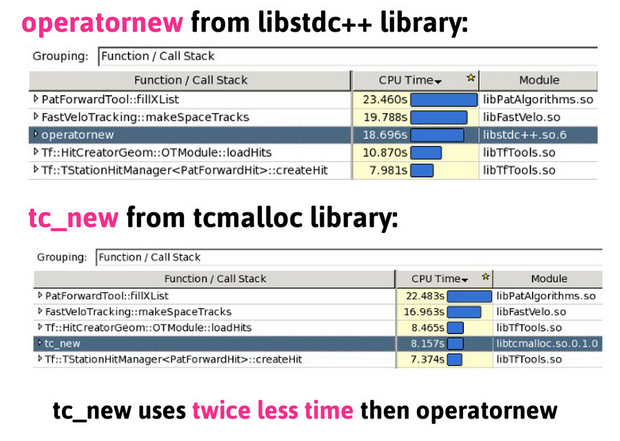 operatornew from libstdc++ library:
Grouping: Function / Call Stack
Function / Call Stack CPU Time Module
PatForwardTool::fillXList 23.460s libPatAlgorithms.so
FastVeloTracking::makeSpaceTracks 19.788s libFastVelo.so
operatornew 18.696s libstdc++.so.6
Tf::HitCreatorGeom::OTModule::loadHits 10.870s libTfTools.so
Tf::TStationHitManager<PatForwardHit>::createHit 7.981s libTfTools.so
tc_new from tcmalloc library:
Grouping: Function / Call Stack
Function / Call Stack CPU Time Module
PatForwardTool::fillXList 22.483s libPatAlgorithms.so
FastVeloTracking::makeSpaceTracks 16.963s libFastVelo.so
Tf::HitCreatorGeom::OTModule::loadHits 8.465s libTfTools.so
tc_new 8.157s libtcmalloc.so.0.1.0
Tf::TStationHitManager<PatForwardHit>::createHit 7.374s libTfTools.so
tc_new uses twice less time then operatornew